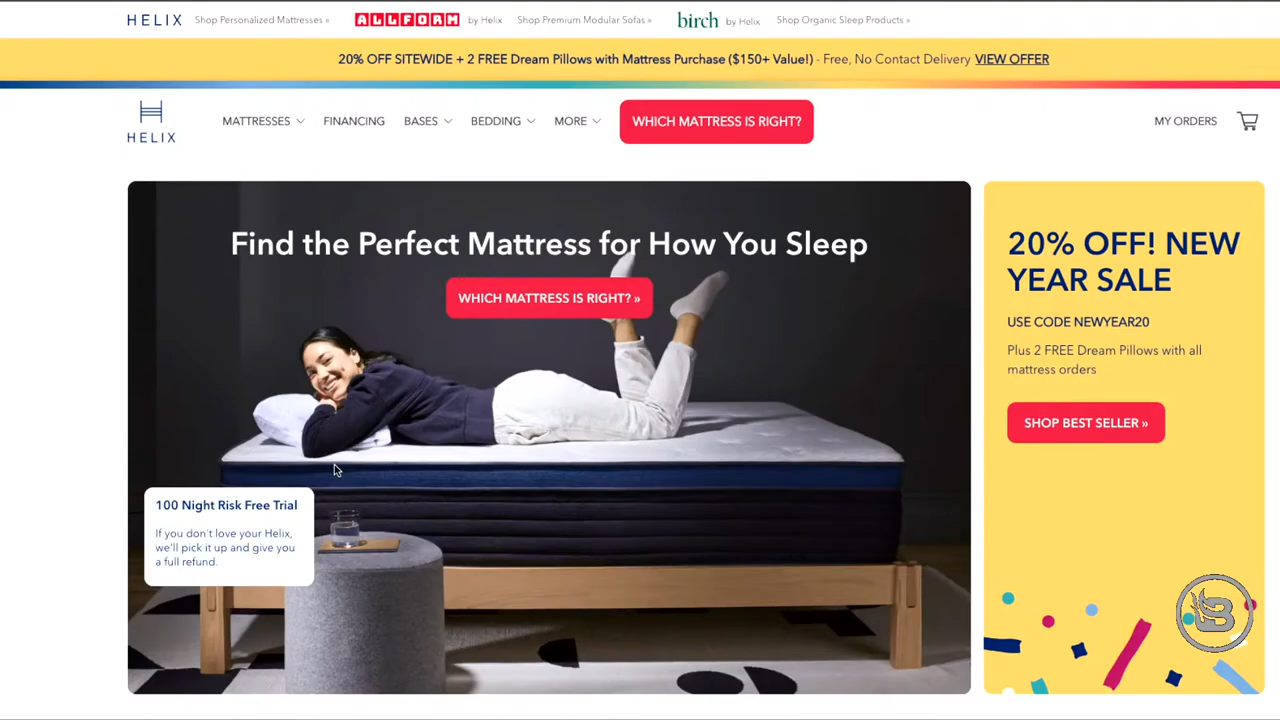 HELIX Shop Personalized Mattresses » ALLFORM by Helix Shop Premium Modular Sofas » birch by Helix Shop Organic Sleep Products »
20% OFF SITEWIDE + 2 FREE Dream Pillows with Mattress Purchase ($150+ Value!) - Free, No Contact Delivery VIEW OFFER
HELIX
MATTRESSES FINANCING BASES BEDDING MORE WHICH MATTRESS IS RIGHT? MY ORDERS
Find the Perfect Mattress for How You Sleep
WHICH MATTRESS IS RIGHT? »
100 Night Risk Free Trial
If you don't love your Helix,
we'll pick it up and give you
a full refund.
20% OFF! NEW
YEAR SALE
USE CODE NEWYEAR20
Plus 2 FREE Dream Pillows with all
mattress orders
SHOP BEST SELLER »
B